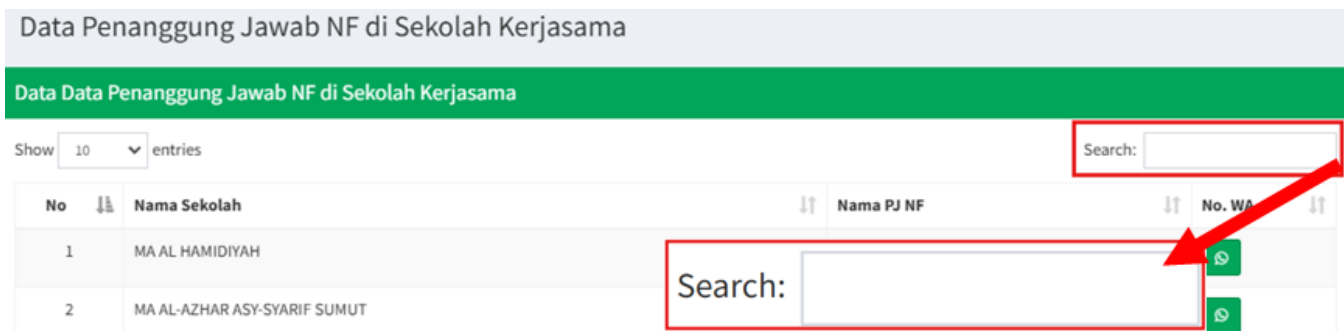 Data Penanggung Jawab NF di Sekolah Kerjasama
Data Data Penanggung Jawab NF di Sekolah Kerjasama
Show 10 entries Search:
No Nama Sekolah Nama PJ NF No. WA
1 MA AL HAMIDIYAH
Search:
2 MA AL-AZHAR ASY-SYARIF SUMUT